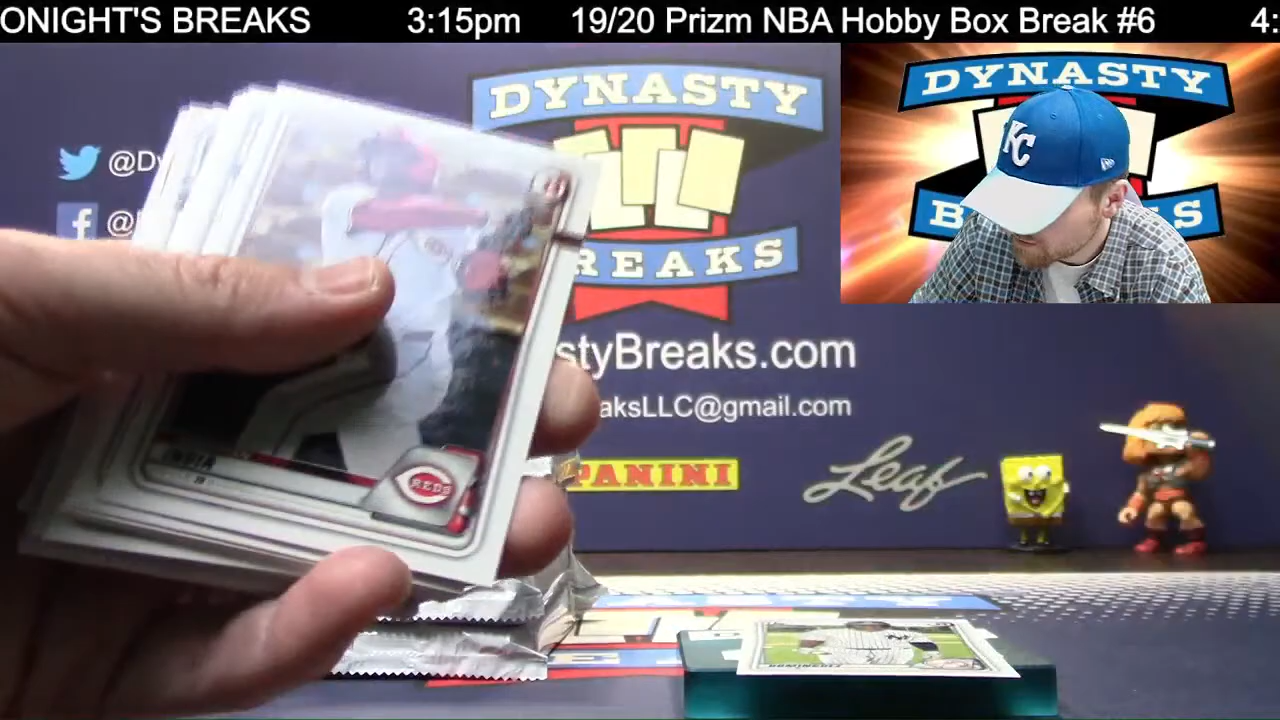 ONIGHT'S BREAKS 3:15pm 19/20 Prizm NBA Hobby Box Break #6 4:
DYNASTY
BREAKS
DYNASTY
REAKS
styBreaks.com
aksLLC@gmail.com
PANINI
Leaf
REDS
KC